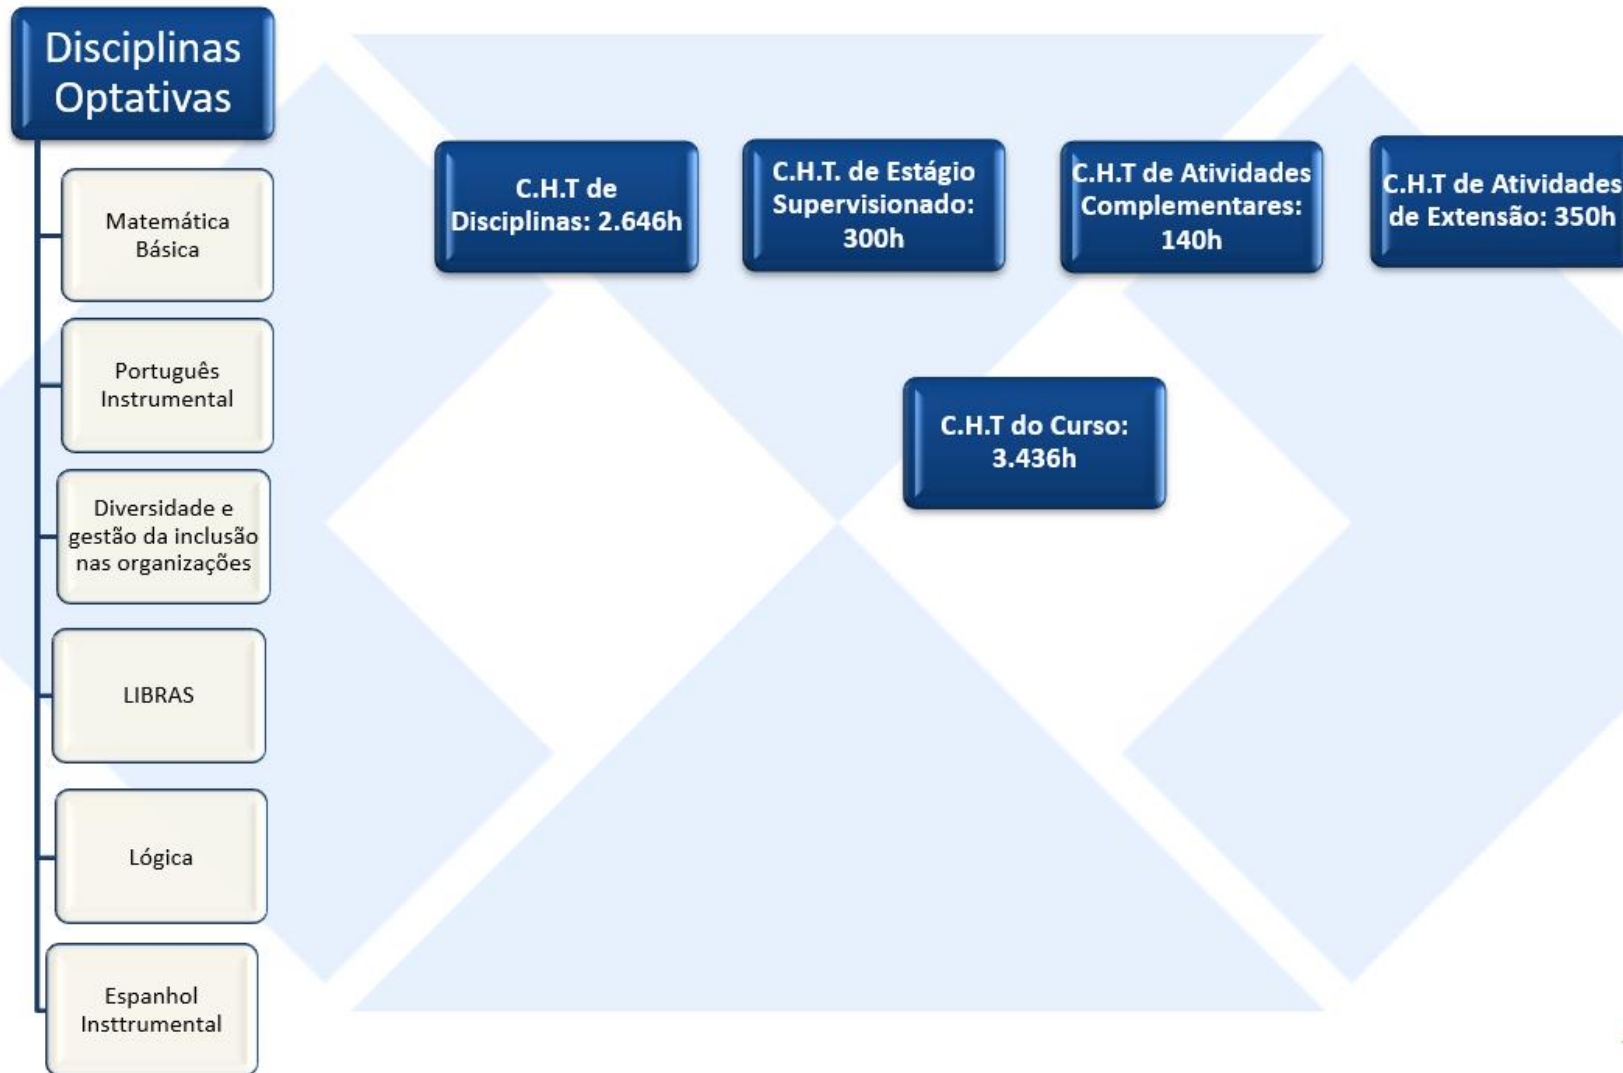 Disciplinas
Optativas
Matemática
Básica
Português
Instrumental
Diversidade e
gestão da inclusão
nas organizações
LIBRAS
Lógica
Espanhol
Insttrumental
C.H.T de
Disciplinas: 2.646h
C.H.T. de Estágio
Supervisionado:
300h
C.H.T de Atividades
Complementares:
140h
C.H.T de Atividades
de Extensão: 350h
C.H.T do Curso:
3.436h